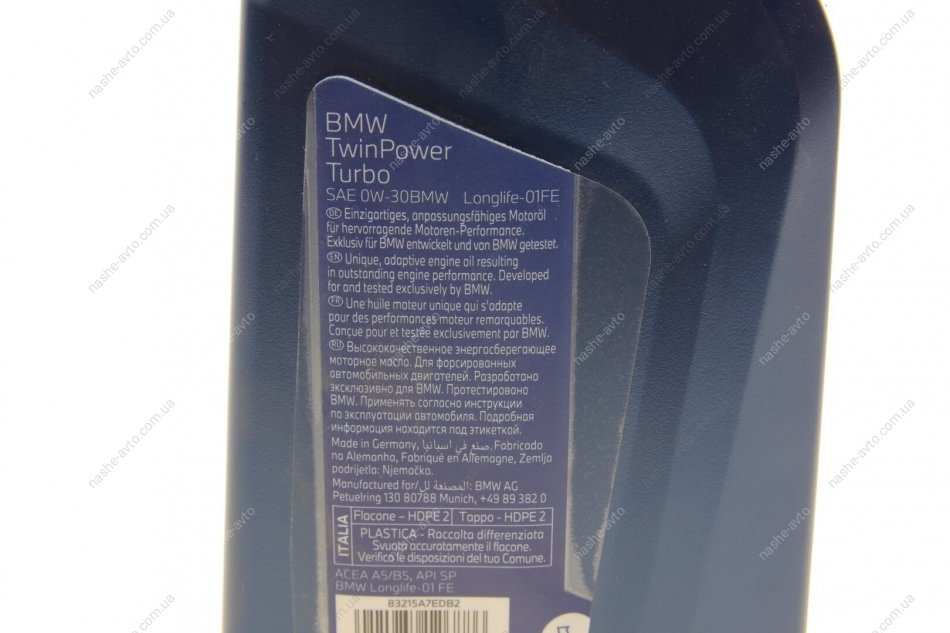 BMW
TwinPower
Turbo
SAE 0W-30BMW Longlife-01FE
DE Einzigartiges, anpassungsfähiges Motoröl
für hervorragende Motoren-Performance.
Exklusiv für BMW entwickelt und von BMW getestet.
EN Unique, adaptive engine oil resulting
in outstanding engine performance. Developed
for and tested exclusively by BMW.
FR Une huile moteur unique qui s'adapte
pour des performances moteur remarquables.
Conçue pour et testée exclusivement par BMW.
RU Высококачественное энергосберегающее
моторное масло. Для форсированных
автомобильных двигателей. Разработано
эксклюзивно для BMW. Протестировано
BMW. Применять согласно инструкции
по эксплуатации автомобиля. Подробная
информация находится под этикеткой.
Made in Germany, صنع في اسبانيا, Fabricado
na Alemanha, Fabriqué en Allemagne, Zemlja
podrijetla: Njemačka.
Manufactured for/المصنعة لل: BMW AG
Petuelring 130 80788 Munich, +49 89 382 0
ITALIA
Flacone – HDPE 2 Tappo - HDPE 2
PLASTICA - Raccolta differenziata
Svuota accuratamente il flacone.
Verifica le disposizioni del tuo Comune.
ACEA A5/B5, API SP
BMW Longlife-01 FE
83215A7EDB2
nashe-avto.com.ua